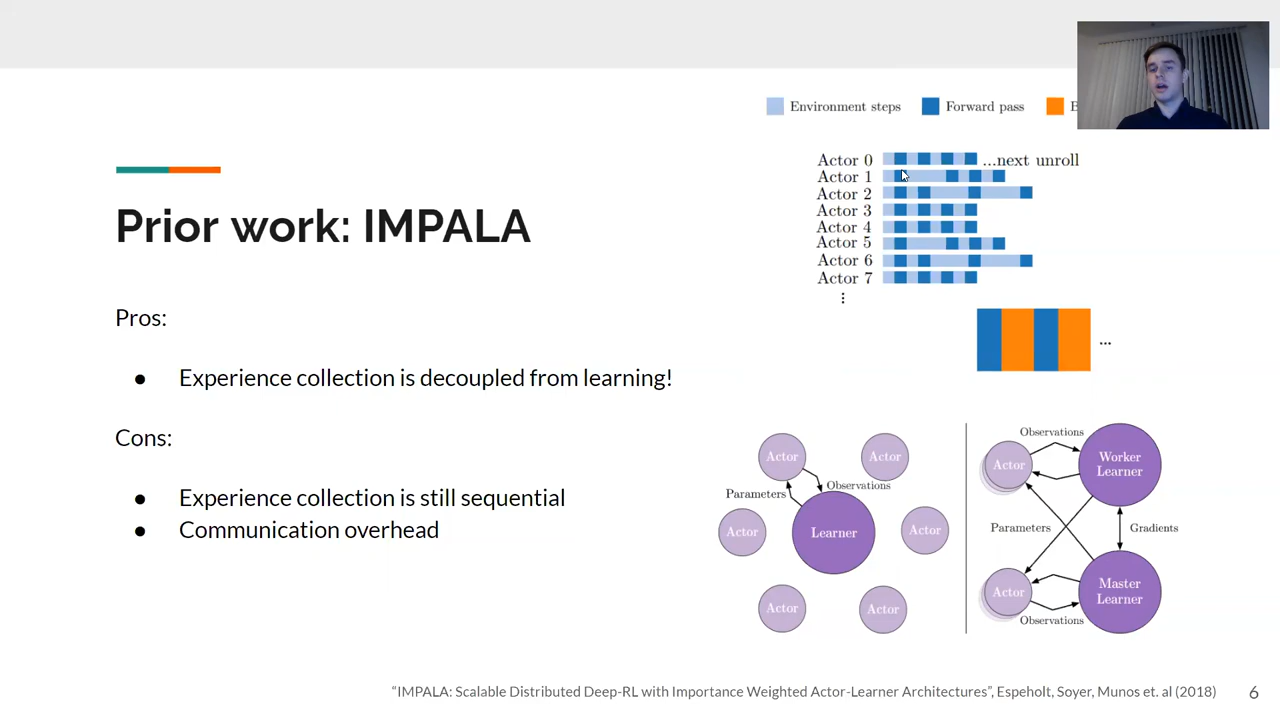 Environment steps
Forward pass
Actor 0 ...next unroll
Actor 1
Actor 2
Actor 3
Actor 4
Actor 5
Actor 6
Actor 7
⋮
...
Prior work: IMPALA
Pros:
● Experience collection is decoupled from learning!
Cons:
● Experience collection is still sequential
● Communication overhead
Actor
Actor
Parameters
Observations
Actor
Learner
Actor
Actor
Actor
Observations
Actor
Worker
Learner
Parameters
Gradients
Actor
Master
Learner
Observations
“IMPALA: Scalable Distributed Deep-RL with Importance Weighted Actor-Learner Architectures”, Espeholt, Soyer, Munos et. al (2018)
6